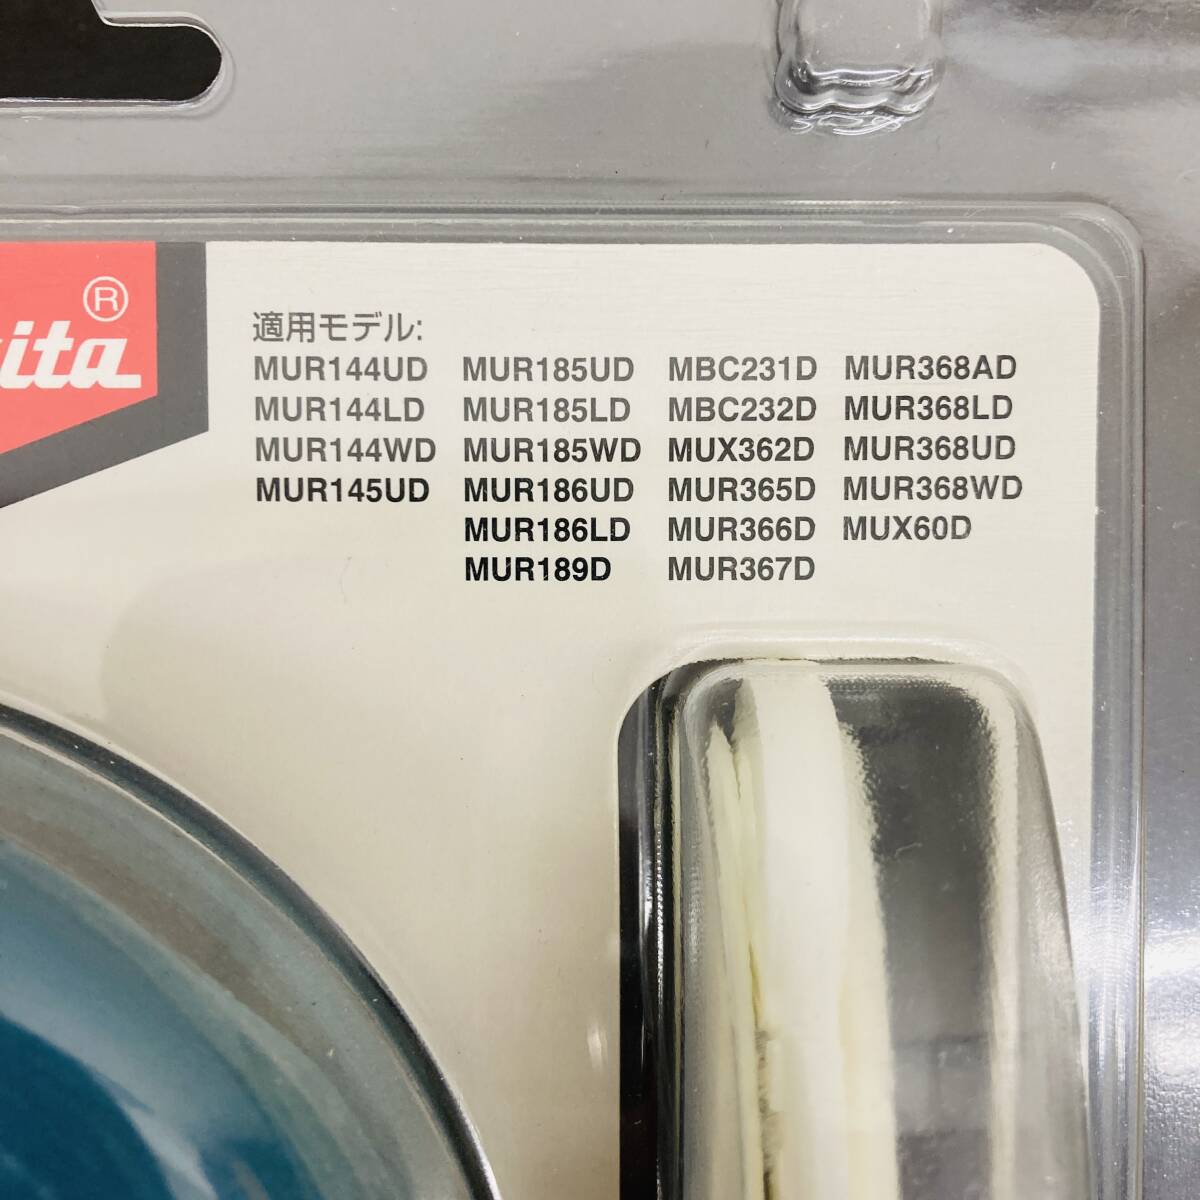 ®
kita
適用モデル:
MUR144UD MUR185UD MBC231D MUR368AD
MUR144LD MUR185LD MBC232D MUR368LD
MUR144WD MUR185WD MUX362D MUR368UD
MUR145UD MUR186UD MUR365D MUR368WD
MUR186LD MUR366D MUX60D
MUR189D MUR367D